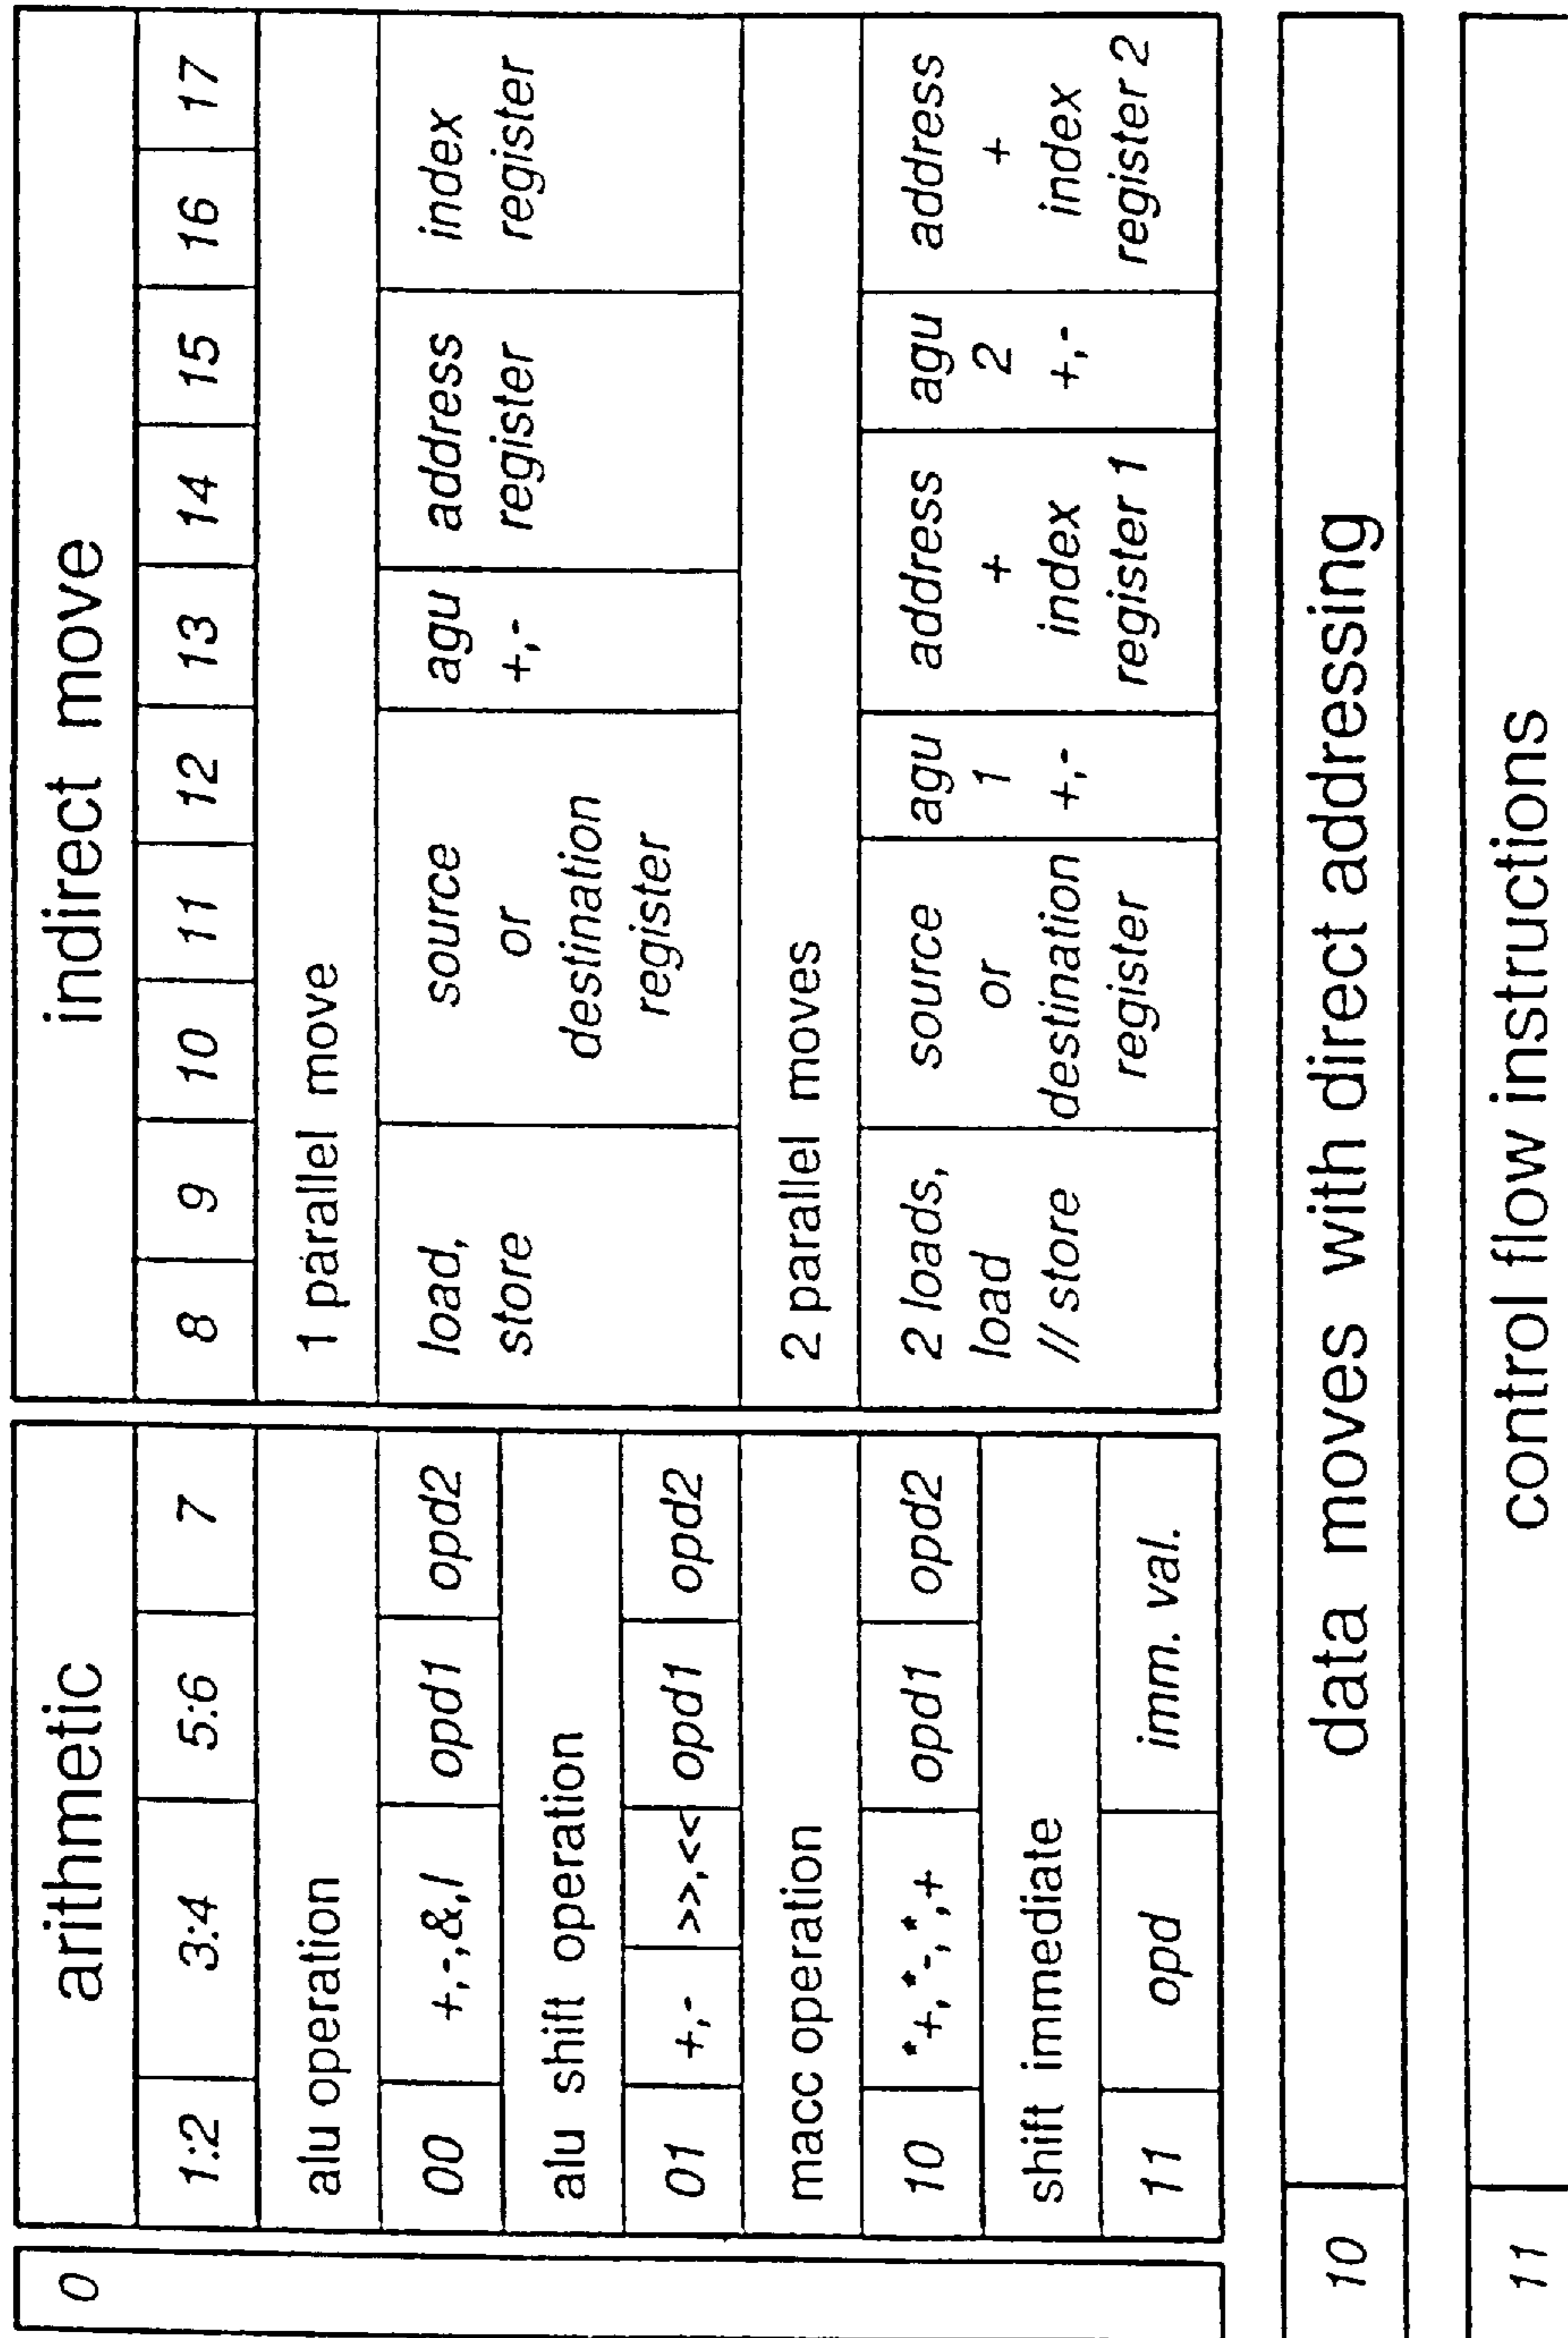 0
arithmetic
1:2 3:4 5:6 7
alu operation
00 +,-,&,| opd1 opd2
alu shift operation
01 +,- >>,<< opd1 opd2
macc operation
10 *+,*-,*,+ opd1 opd2
shift immediate
11 opd imm. val.
indirect move
8 9 10 11 12 13 14 15 16 17
1 parallel move
load,
store
source
or
destination
register
agu
+,-
address
register
index
register
2 parallel moves
2 loads,
load
// store
source
or
destination
register
agu
1
+,-
address
+
index
register 1
agu
2
+,-
address
+
index
register 2
10 data moves with direct addressing
11 control flow instructions